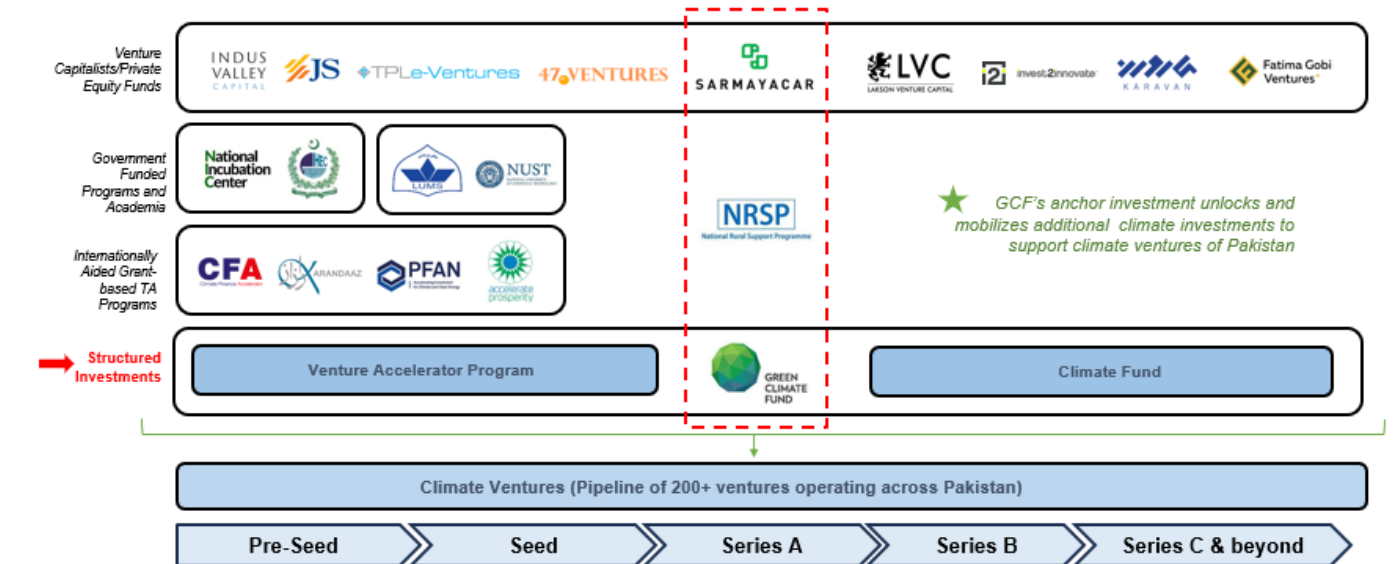 Venture
Capitalists/Private
Equity Funds
INDUS
VALLEY
CAPITAL
JS
TPLe-Ventures
47 VENTURES
SARMAYACAR
LVC
LAKSON VENTURE CAPITAL
i2i
invest2innovate
KARAVAN
Fatima Gobi
Ventures
Government
Funded
Programs and
Academia
National
Incubation
Center
HEC
LUMS
NUST
NRSP
National Rural Support Programme
GCF's anchor investment unlocks and
mobilizes additional climate investments to
support climate ventures of Pakistan
Internationally
Aided Grant-
based TA
Programs
CFA
Climate Finance Accelerator
KARANDAAZ
PFAN
accelerate
prosperity
Structured
Investments
Venture Accelerator Program
GREEN
CLIMATE
FUND
Climate Fund
Climate Ventures (Pipeline of 200+ ventures operating across Pakistan)
Pre-Seed
Seed
Series A
Series B
Series C & beyond